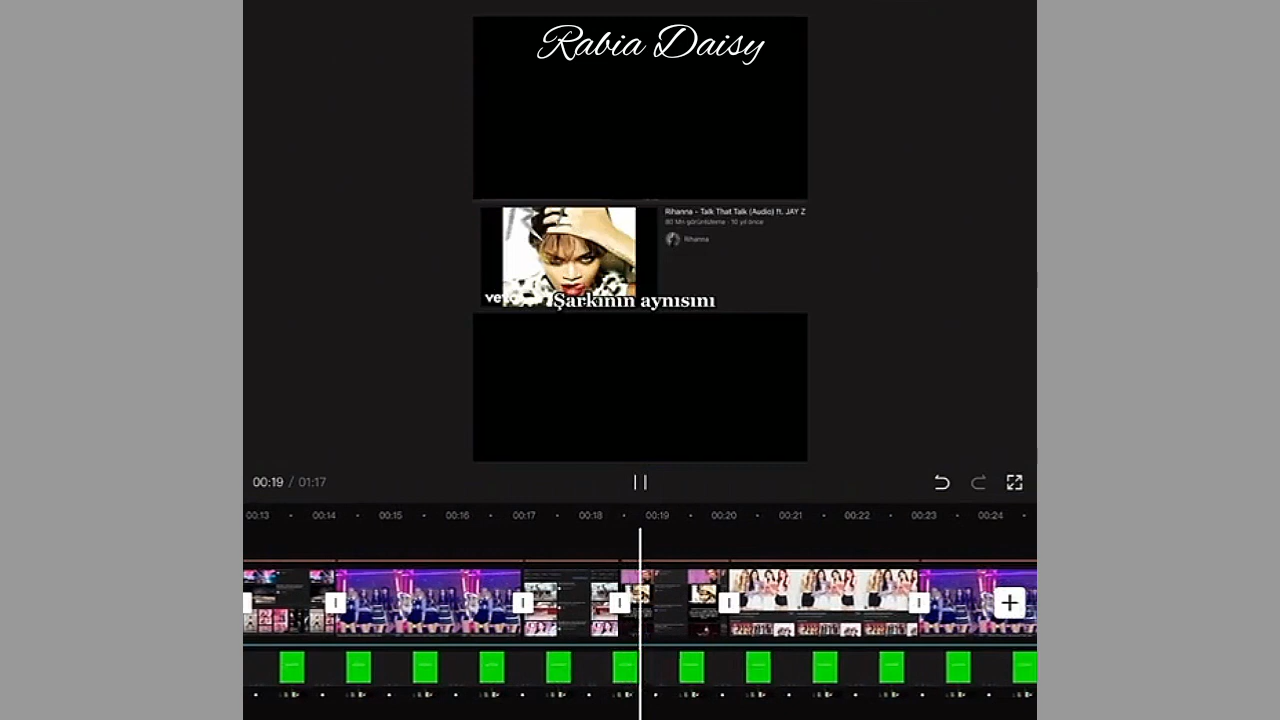 Rabia Daisy
Rihanna - Talk That Talk (Audio) ft. JAY Z
80 Mn görüntüleme · 10 yıl önce
Rihanna
Şarkının aynısını
00:19 / 01:17
00:13 00:14 00:15 00:16 00:17 00:18 00:19 00:20 00:21 00:22 00:23 00:24